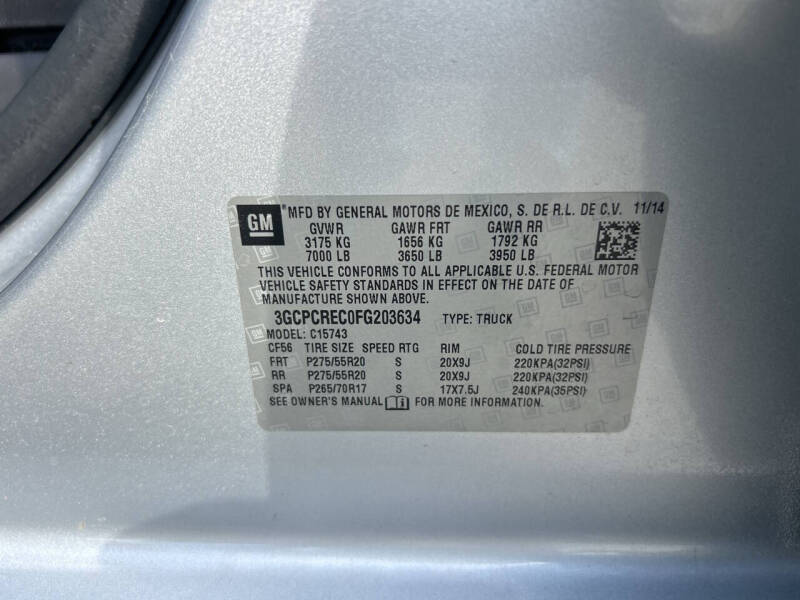 GM *MFD BY GENERAL MOTORS DE MEXICO, S. DE R.L. DE C.V. 11/14
GVWR GAWR FRT GAWR RR
3175 KG 1656 KG 1792 KG
7000 LB 3650 LB 3950 LB
THIS VEHICLE CONFORMS TO ALL APPLICABLE U.S. FEDERAL MOTOR
VEHICLE SAFETY STANDARDS IN EFFECT ON THE DATE OF
MANUFACTURE SHOWN ABOVE.
3GCPCREC0FG203634 TYPE: TRUCK
MODEL: C15743
CF56 TIRE SIZE SPEED RTG RIM COLD TIRE PRESSURE
FRT P275/55R20 S 20X9J 220KPA(32PSI)
RR P275/55R20 S 20X9J 220KPA(32PSI)
SPA P265/70R17 S 17X7.5J 240KPA(35PSI)
SEE OWNER'S MANUAL FOR MORE INFORMATION.